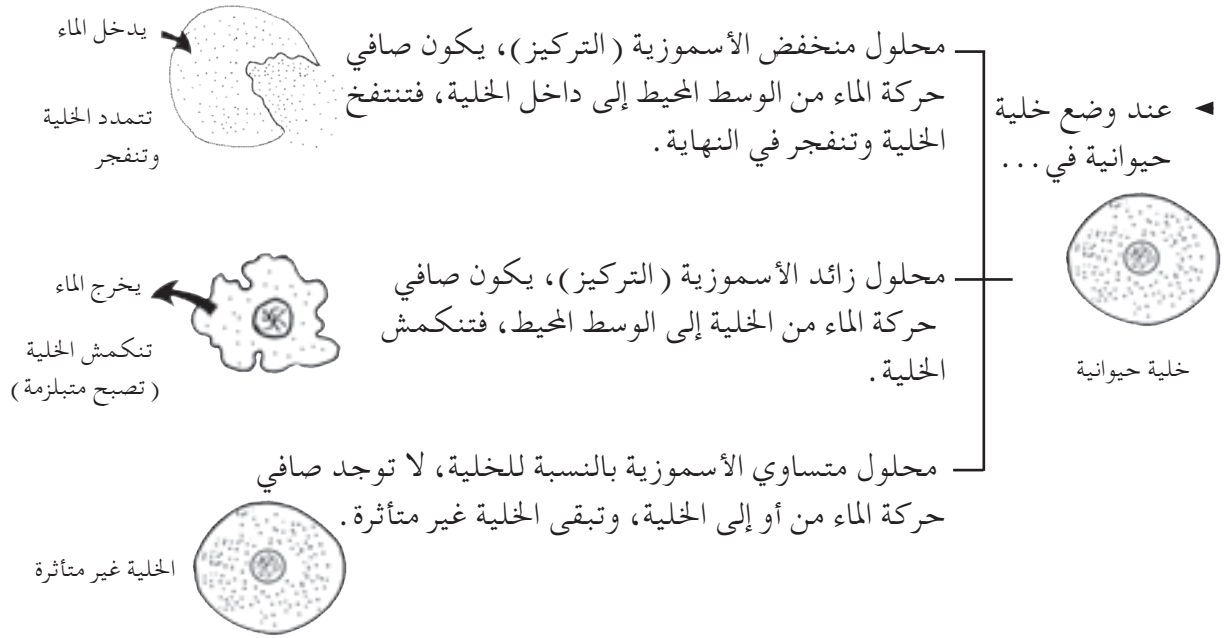 ◄ عند وضع خلية
حيوانية في...
خلية حيوانية
محلول منخفض الأسموزية (التركيز)، يكون صافي
حركة الماء من الوسط المحيط إلى داخل الخلية، فتنتفخ
الخلية وتنفجر في النهاية.
يدخل الماء
تتمدد الخلية
وتنفجر
محلول زائد الأسموزية (التركيز)، يكون صافي
حركة الماء من الخلية إلى الوسط المحيط، فتنكمش
الخلية.
يخرج الماء
تنكمش الخلية
(تصبح متبلزمة)
محلول متساوي الأسموزية بالنسبة للخلية، لا توجد صافي
حركة الماء من أو إلى الخلية، وتبقى الخلية غير متأثرة.
الخلية غير متأثرة